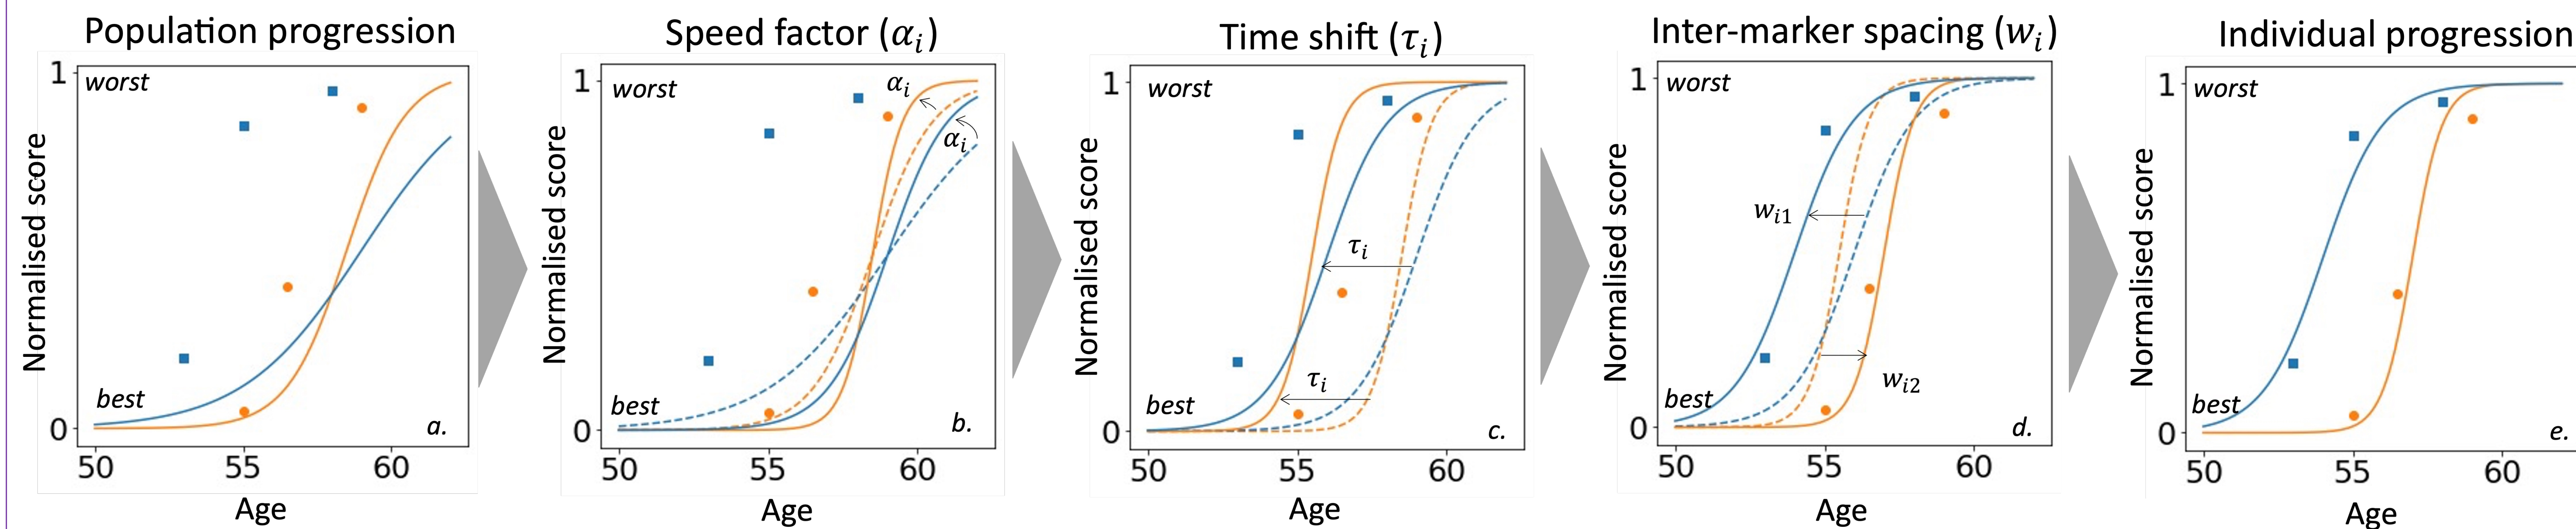 Population progression
1
worst
Normalised score
best
0
a.
50 55 60
Age
Speed factor (αᵢ)
1
worst
αᵢ
αᵢ
Normalised score
best
0
b.
50 55 60
Age
Time shift (τᵢ)
1
worst
Normalised score
τᵢ
τᵢ
best
0
c.
50 55 60
Age
Inter-marker spacing (wᵢ)
1
worst
Normalised score
wᵢ₁
wᵢ₂
best
0
d.
50 55 60
Age
Individual progression
1
worst
Normalised score
best
0
e.
50 55 60
Age